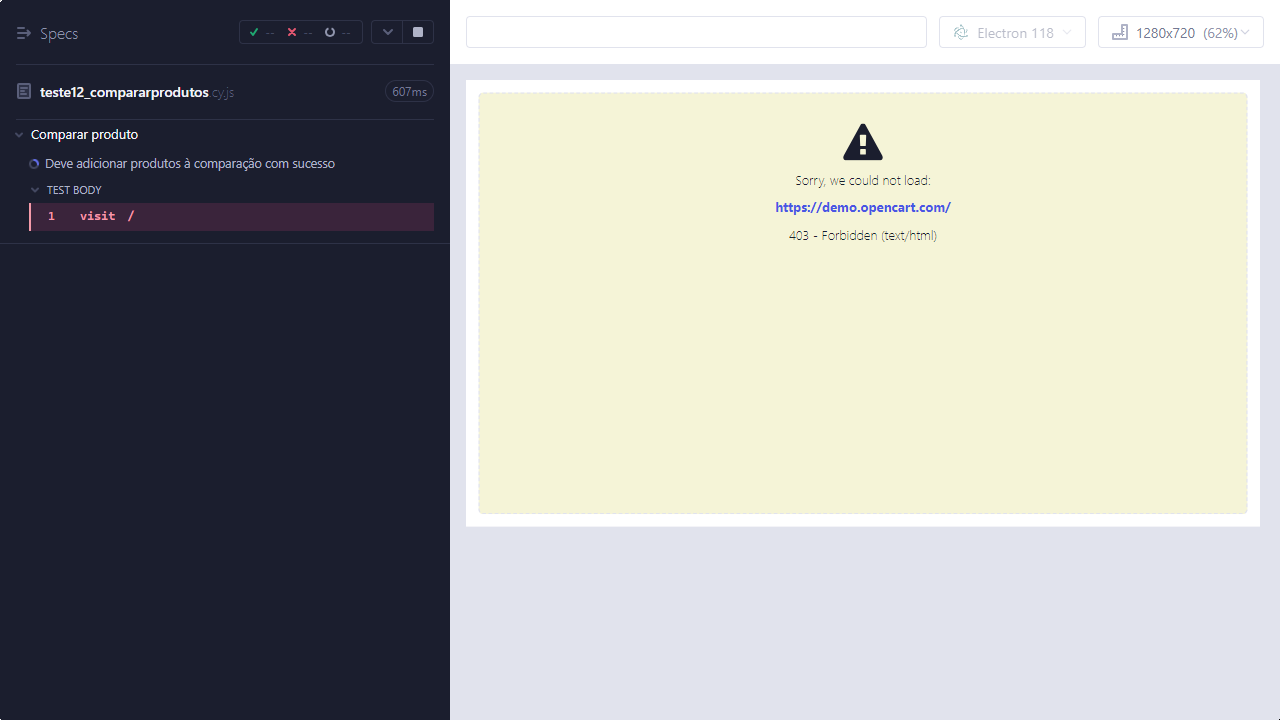 Specs
--
--
--
teste12_compararprodutos.cy.js
607ms
Comparar produto
Deve adicionar produtos à comparação com sucesso
TEST BODY
1 visit /
Electron 118
1280x720 (62%)
Sorry, we could not load:
https://demo.opencart.com/
403 - Forbidden (text/html)